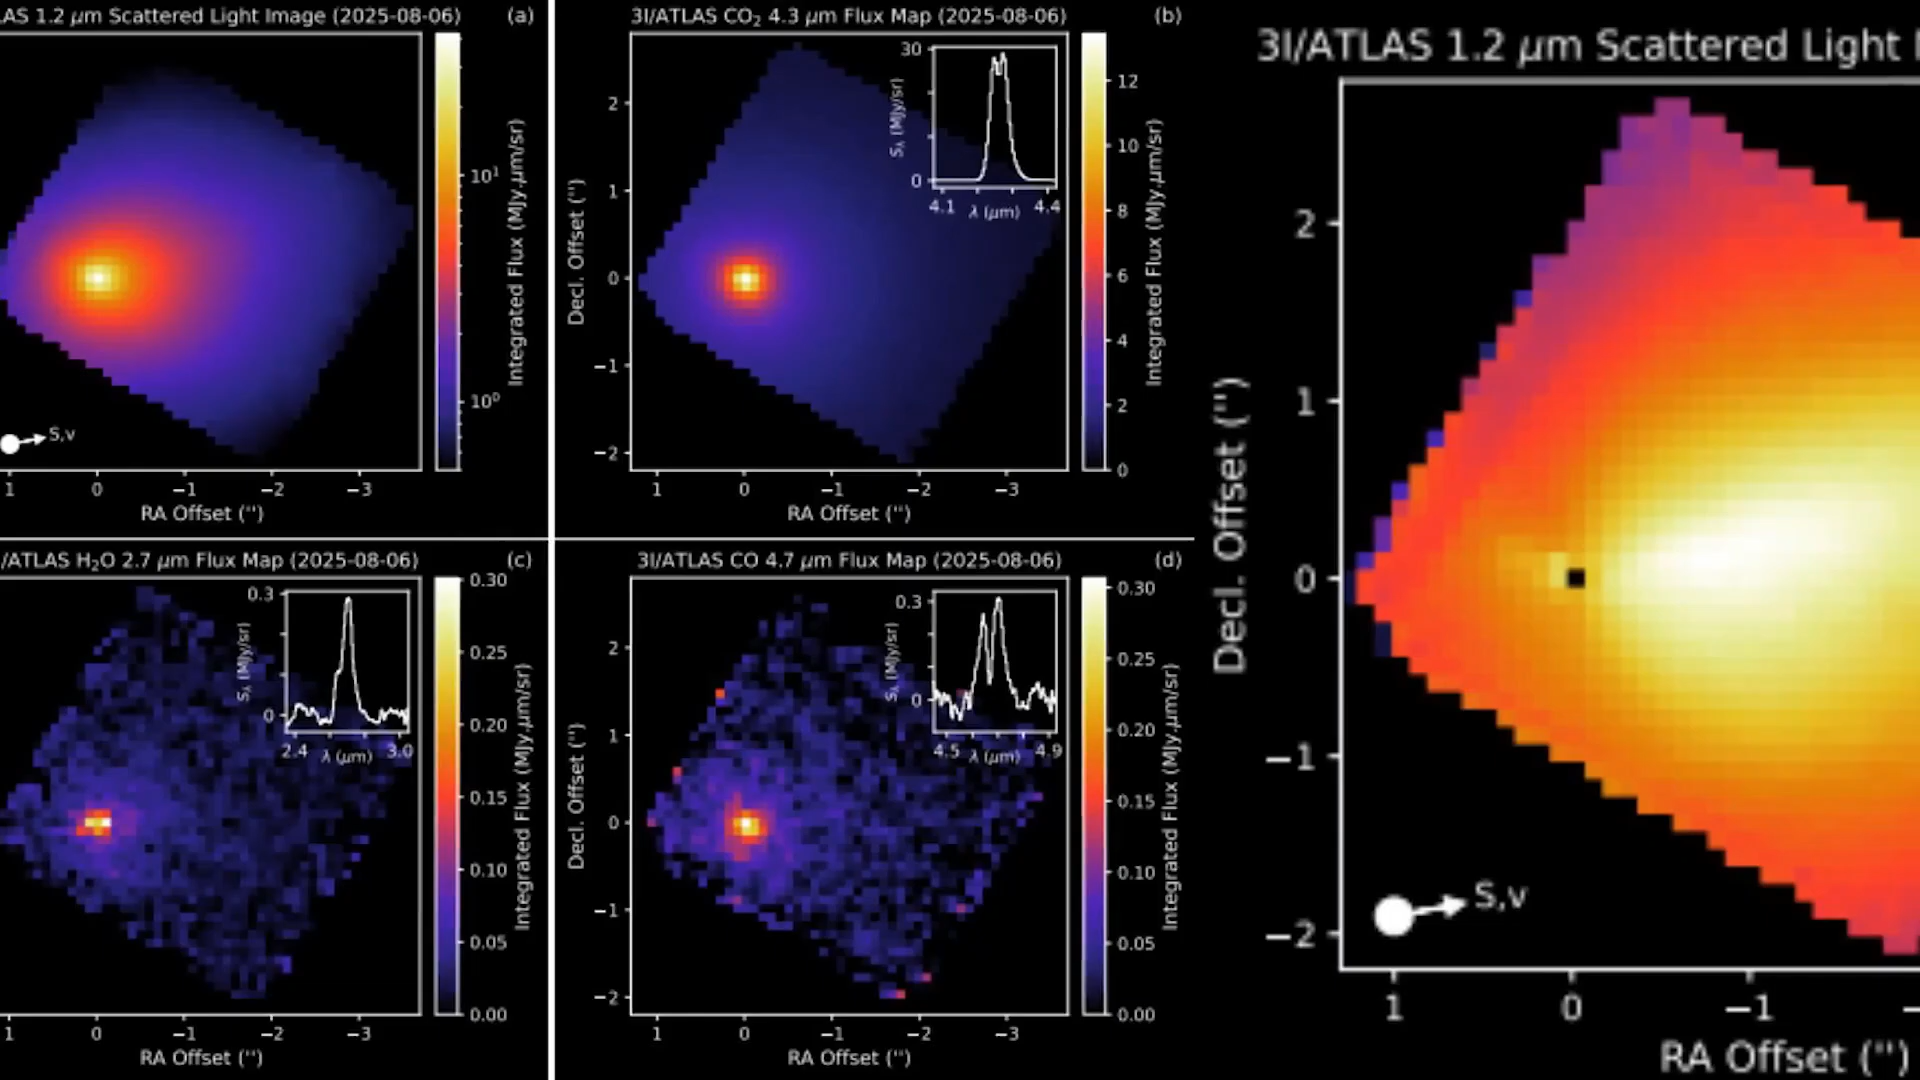 AS 1.2 μm Scattered Light Image (2025-08-06)
(a)
10¹
10⁰
Integrated Flux (MJy.μm/sr)
S,v
1
0
−1
−2
−3
RA Offset ('')
3I/ATLAS CO₂ 4.3 μm Flux Map (2025-08-06)
(b)
2
1
0
−1
−2
Decl. Offset ('')
30
0
Sλ (MJy/sr)
4.1
λ (μm)
4.4
12
10
8
6
4
2
0
Integrated Flux (MJy.μm/sr)
1
0
−1
−2
−3
RA Offset ('')
/ATLAS H₂O 2.7 μm Flux Map (2025-08-06)
(c)
0.3
0
Sλ (MJy/sr)
2.4
λ (μm)
3.0
0.30
0.25
0.20
0.15
0.10
0.05
0.00
Integrated Flux (MJy.μm/sr)
1
0
−1
−2
−3
RA Offset ('')
3I/ATLAS CO 4.7 μm Flux Map (2025-08-06)
(d)
2
1
0
−1
−2
Decl. Offset ('')
0.3
0
Sλ (MJy/sr)
4.5
λ (μm)
4.9
0.30
0.25
0.20
0.15
0.10
0.05
0.00
Integrated Flux (MJy.μm/sr)
1
0
−1
−2
−3
RA Offset ('')
3I/ATLAS 1.2 μm Scattered Light
2
1
0
−1
−2
Decl. Offset ('')
S,v
1
0
−1
RA Offset ('')